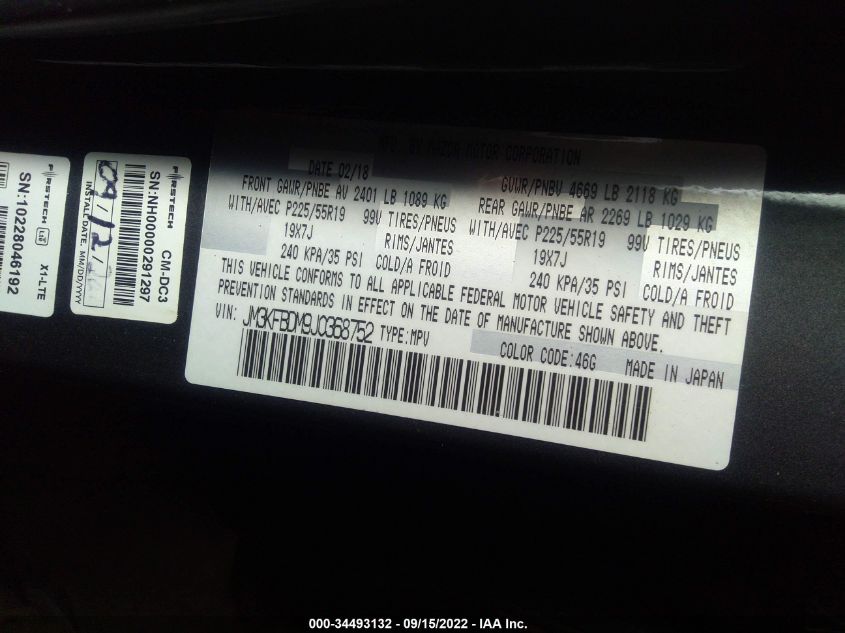 SN:10228046192
FIRSTECH
X1-LTE
INSTALL DATE, MM/DD/YYYY
09/12/
SN:NH00000291297
FIRSTECH
CM-DC3
MFD BY MAZDA MOTOR CORPORATION
DATE 02/18
GVWR/PNBV 4669 LB 2118 KG
FRONT GAWR/PNBE AV 2401 LB 1089 KG
REAR GAWR/PNBE AR 2269 LB 1029 KG
WITH/AVEC P225/55R19 99V TIRES/PNEUS
WITH/AVEC P225/55R19 99V TIRES/PNEUS
19X7J RIMS/JANTES
19X7J RIMS/JANTES
240 KPA/35 PSI COLD/A FROID
240 KPA/35 PSI COLD/A FROID
THIS VEHICLE CONFORMS TO ALL APPLICABLE FEDERAL MOTOR VEHICLE SAFETY AND THEFT
PREVENTION STANDARDS IN EFFECT ON THE DATE OF MANUFACTURE SHOWN ABOVE.
VIN: JM3KFBDM9J0368752 TYPE:MPV
COLOR CODE:46G MADE IN JAPAN
000-34493132 - 09/15/2022 - IAA Inc.